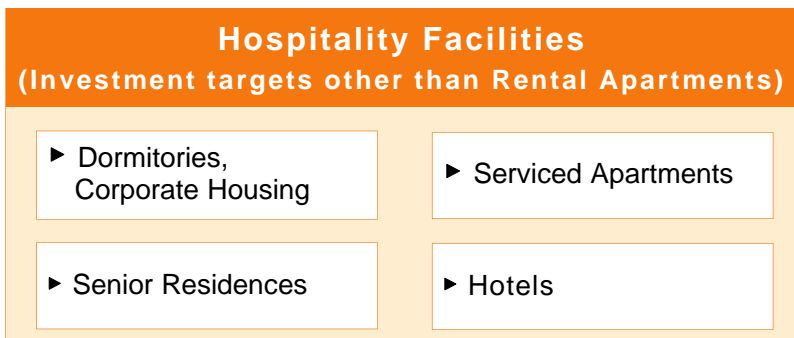 Hospitality Facilities
(Investment targets other than Rental Apartments)
▶ Dormitories,
Corporate Housing
▶ Serviced Apartments
▶ Senior Residences
▶ Hotels